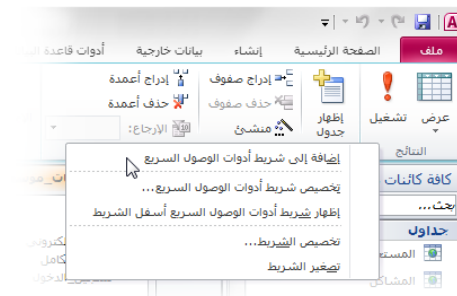 A
ملف الصفحة الرئيسية إنشاء بيانات خارجية أدوات قاعدة
عرض تشغيل إظهار جدول إدراج صفوف حذف صفوف منشئ إدراج أعمدة حذف أعمدة الإرجاع:
النتائج
إضافة إلى شريط أدوات الوصول السريع
تخصيص شريط أدوات الوصول السريع...
إظهار شريط أدوات الوصول السريع أسفل الشريط
تخصيص الشريط...
تصغير الشريط
كافة كائنات
بحث...
جداول
المشاكل